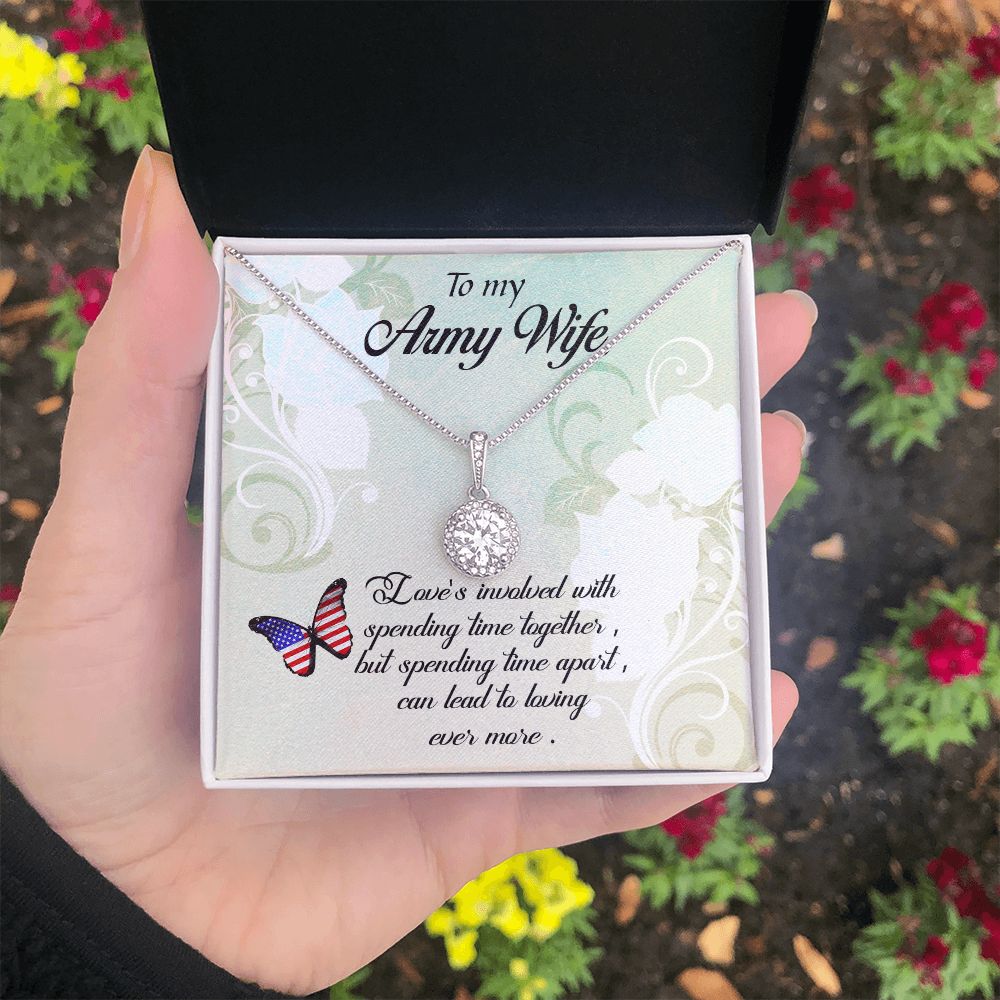 To my
Army Wife
Love's involved with
spending time together ,
but spending time apart ,
can lead to loving
ever more .